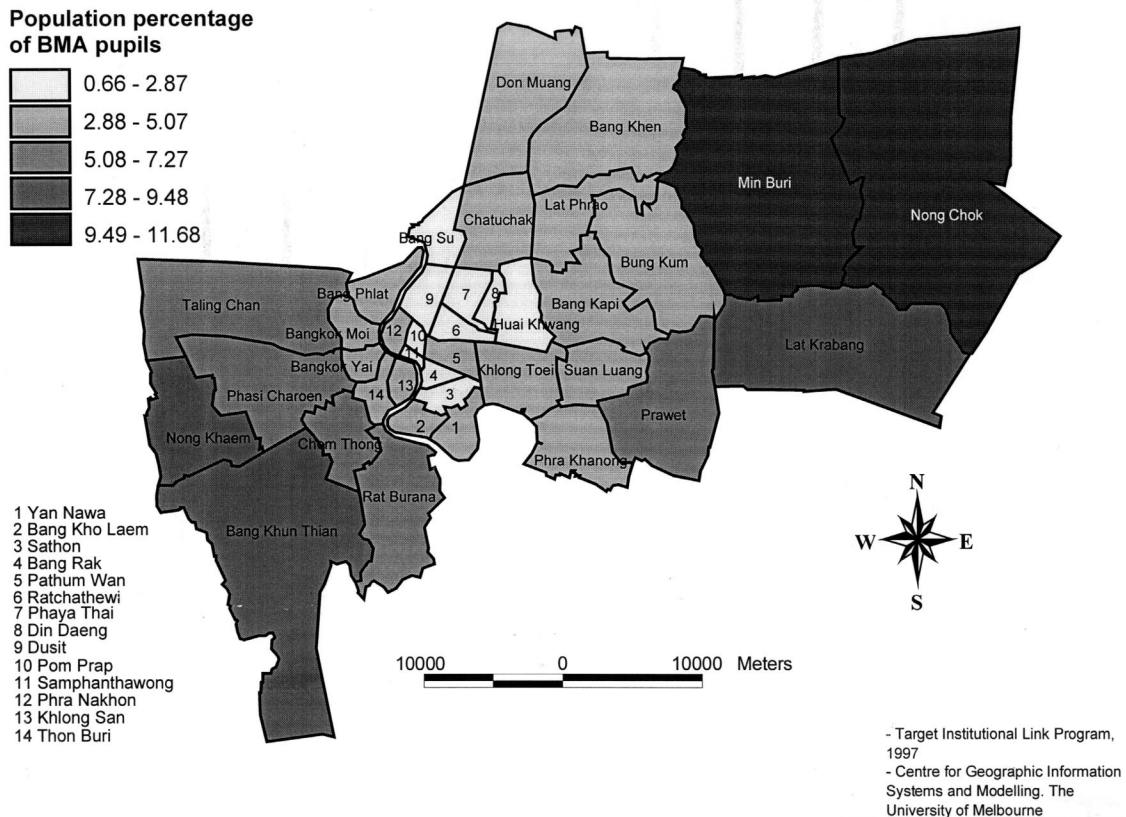 Population percentage
of BMA pupils
0.66 - 2.87
2.88 - 5.07
5.08 - 7.27
7.28 - 9.48
9.49 - 11.68
Don Muang
Bang Khen
Min Buri
Nong Chok
Lat Phrao
Chatuchak
Bang Su
Bung Kum
Taling Chan
Bang Phlat
9
7
8
Bang Kapi
Huai Khwang
Bangkok Moi
12
10
6
Lat Krabang
11
5
Bangkok Yai
Khlong Toei
Suan Luang
4
13
Phasi Charoen
14
3
Prawet
2
1
Nong Khaem
Chom Thong
Phra Khanong
Rat Burana
Bang Khun Thian
N
W
E
S
1 Yan Nawa
2 Bang Kho Laem
3 Sathon
4 Bang Rak
5 Pathum Wan
6 Ratchathewi
7 Phaya Thai
8 Din Daeng
9 Dusit
10 Pom Prap
11 Samphanthawong
12 Phra Nakhon
13 Khlong San
14 Thon Buri
10000 0 10000 Meters
- Target Institutional Link Program,
1997
- Centre for Geographic Information
Systems and Modelling. The
University of Melbourne